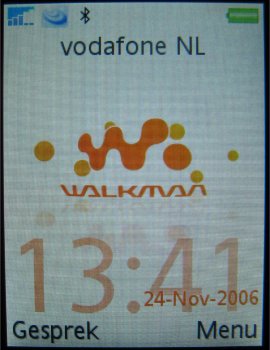 vodafone NL
WALKMAN
13:41
24-Nov-2006
Gesprek Menu